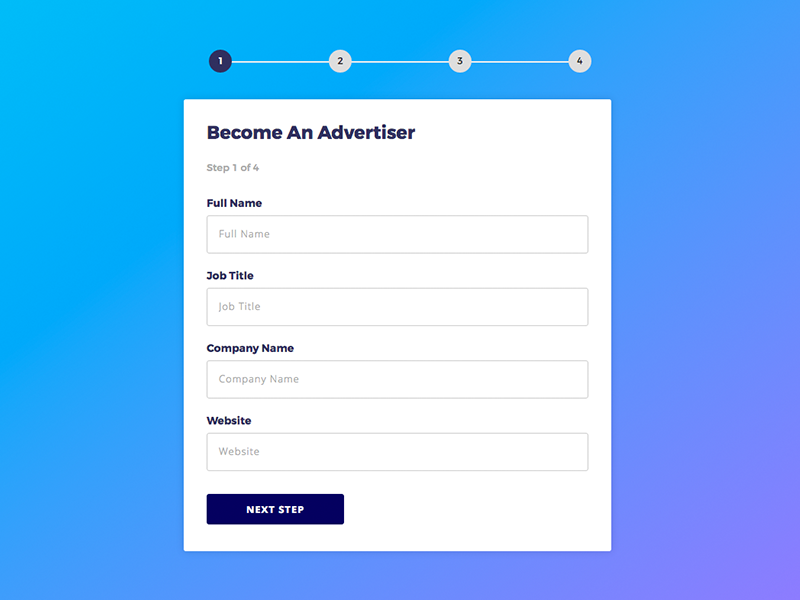 1 2 3 4
Become An Advertiser
Step 1 of 4
Full Name
Full Name
Job Title
Job Title
Company Name
Company Name
Website
Website
NEXT STEP